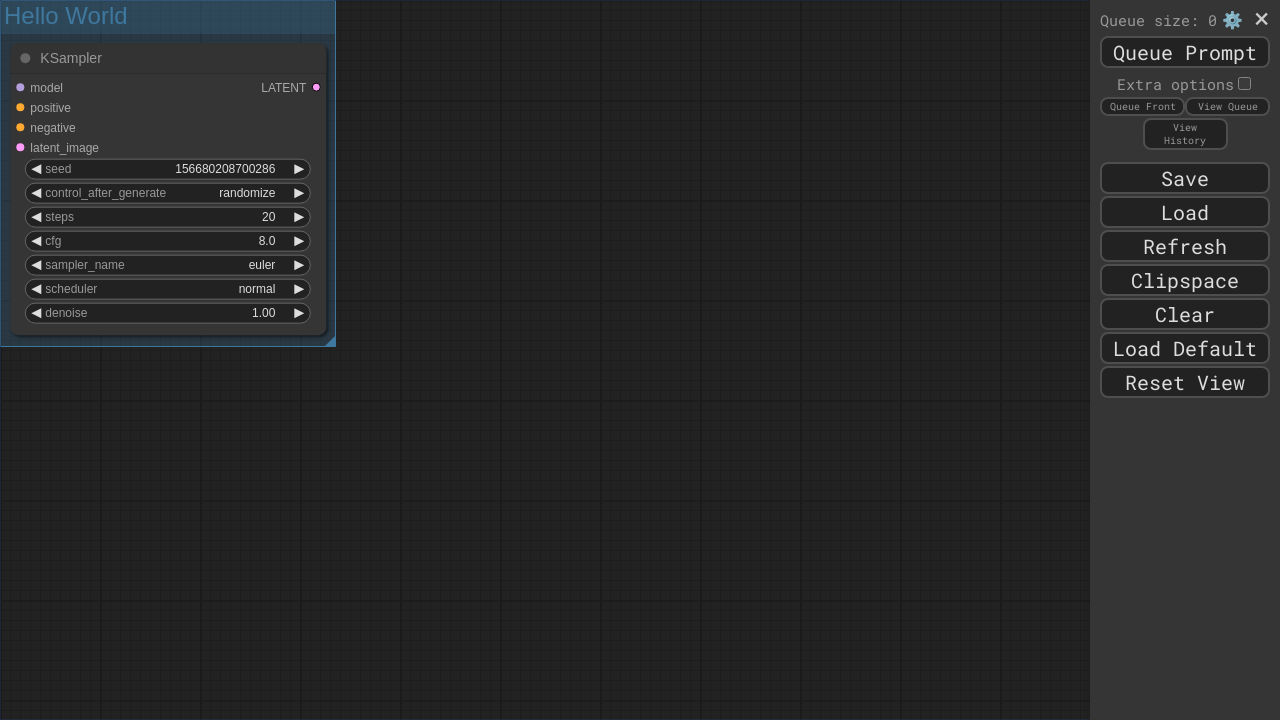 Hello World
KSampler
model LATENT
positive
negative
latent_image
seed 156680208700286
control_after_generate randomize
steps 20
cfg 8.0
sampler_name euler
scheduler normal
denoise 1.00
Queue size: 0
Queue Prompt
Extra options
Queue Front View Queue
View
History
Save
Load
Refresh
Clipspace
Clear
Load Default
Reset View